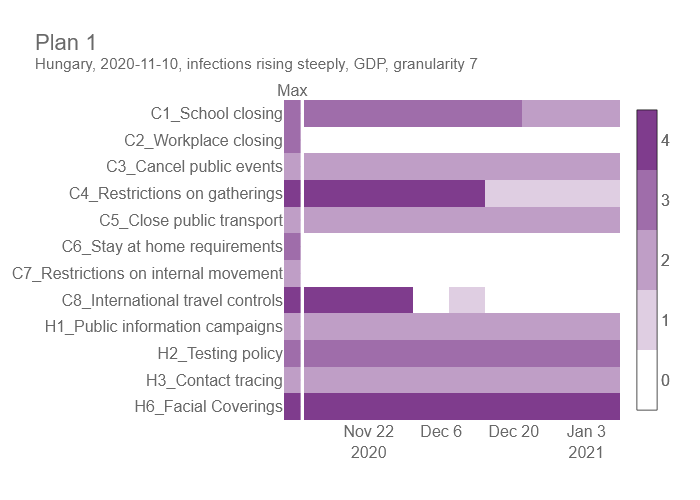 Plan 1
Hungary, 2020-11-10, infections rising steeply, GDP, granularity 7
Max
C1_School closing
C2_Workplace closing
C3_Cancel public events
C4_Restrictions on gatherings
C5_Close public transport
C6_Stay at home requirements
C7_Restrictions on internal movement
C8_International travel controls
H1_Public information campaigns
H2_Testing policy
H3_Contact tracing
H6_Facial Coverings
Nov 22
2020
Dec 6
Dec 20
Jan 3
2021
4
3
2
1
0